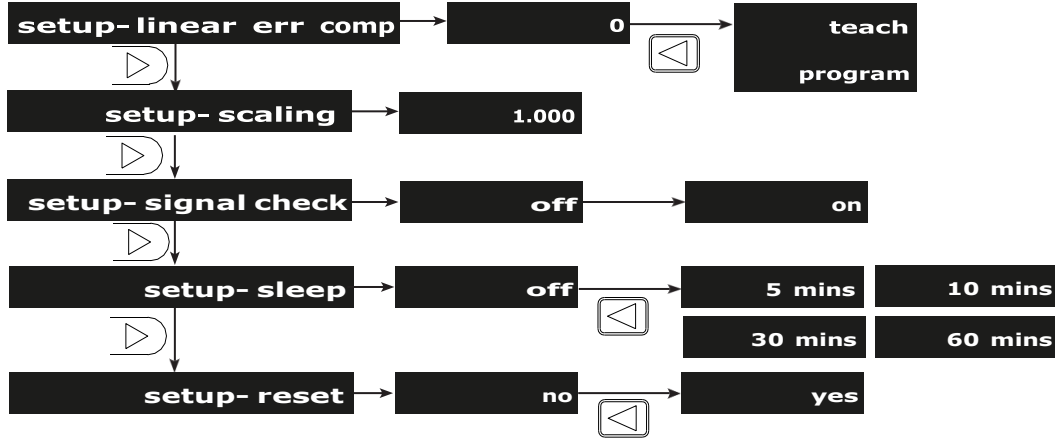 setup-linear err comp
0
teach
program
setup-scaling
1.000
setup-signal check
off
on
setup-sleep
off
5 mins
10 mins
30 mins
60 mins
setup-reset
no
yes